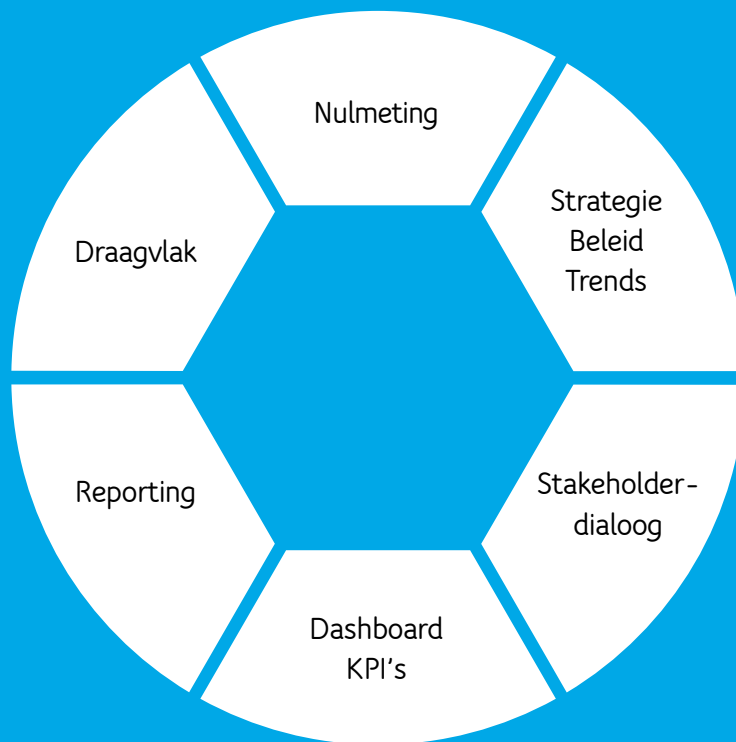 Nulmeting
Strategie
Beleid
Trends
Draagvlak
Stakeholder-
dialoog
Reporting
Dashboard
KPI's